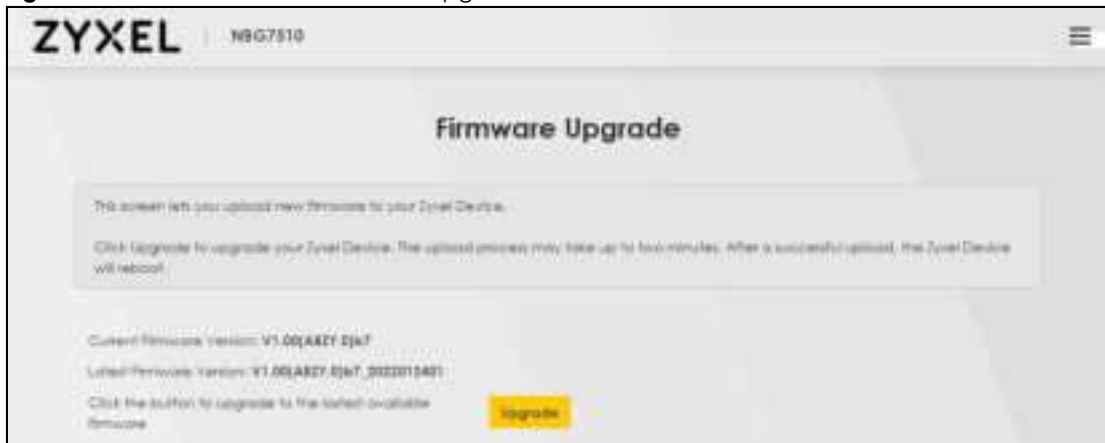 ZYXEL NBG7510
Firmware Upgrade
This screen lets you upload new firmware to your Zyxel Device.
Click Upgrade to upgrade your Zyxel Device. The upload process may take up to two minutes. After a successful upload, the Zyxel Device
will reboot.
Current Firmware Version:
Latest Firmware Version:
Click the button to upgrade to the latest available
firmware
Upgrade